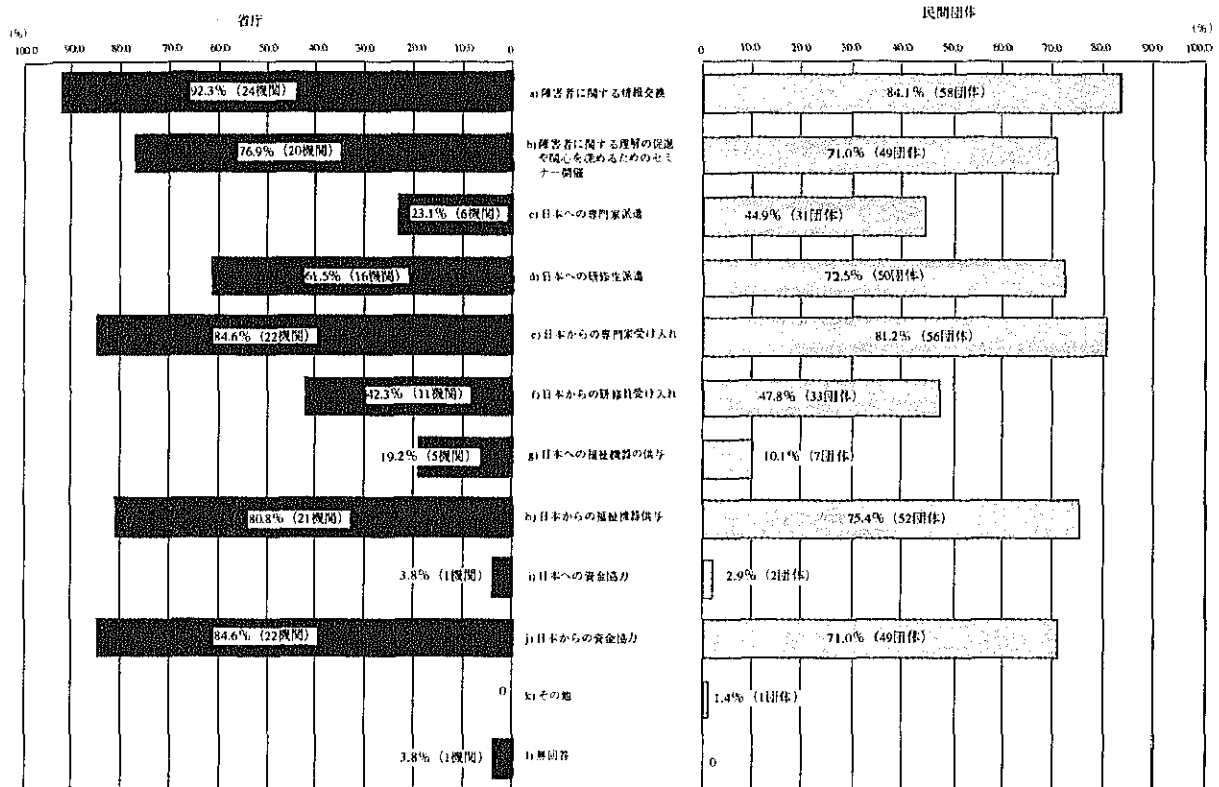 省庁
民間団体
(%)
100.0 90.0 80.0 70.0 60.0 50.0 40.0 30.0 20.0 10.0 0
0 10.0 20.0 30.0 40.0 50.0 60.0 70.0 80.0 90.0 100.0
(%)
92.3% (24機関)
a) 障害者に関する情報交換
84.1% (58団体)
76.9% (20機関)
b) 障害者に関する理解の促進
や関心を深めるためのセミ
ナー開催
71.0% (49団体)
23.1% (6機関)
c) 日本への専門家派遣
44.9% (31団体)
61.5% (16機関)
d) 日本への研修生派遣
72.5% (50団体)
84.6% (22機関)
e) 日本からの専門家受け入れ
81.2% (56団体)
42.3% (11機関)
f) 日本からの研修員受け入れ
47.8% (33団体)
19.2% (5機関)
g) 日本への福祉機器の供与
10.1% (7団体)
80.8% (21機関)
h) 日本からの福祉機器供与
75.4% (52団体)
3.8% (1機関)
i) 日本への資金協力
2.9% (2団体)
84.6% (22機関)
j) 日本からの資金協力
71.0% (49団体)
0
k) その他
1.4% (1団体)
3.8% (1機関)
l) 無回答
0